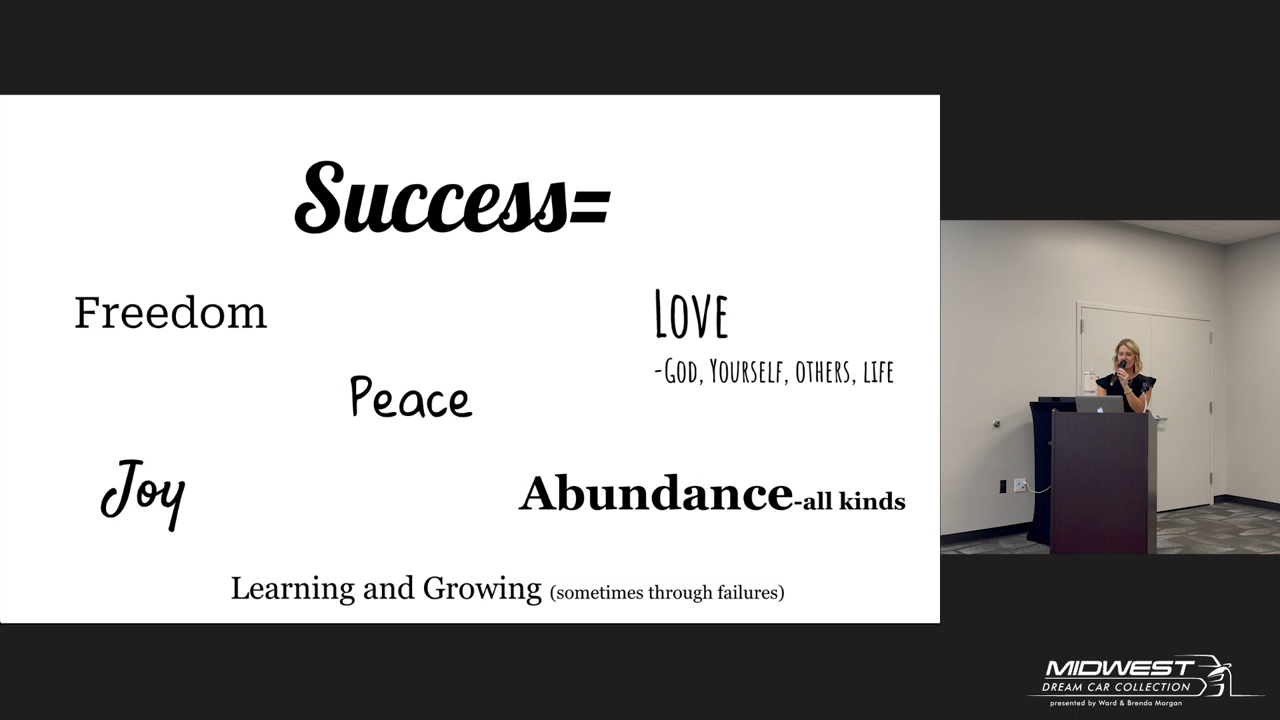 Success=
Freedom
Love
-God, Yourself, others, life
Peace
Joy
Abundance-all kinds
Learning and Growing (sometimes through failures)
MIDWEST
DREAM CAR COLLECTION
presented by Ward & Brenda Morgan